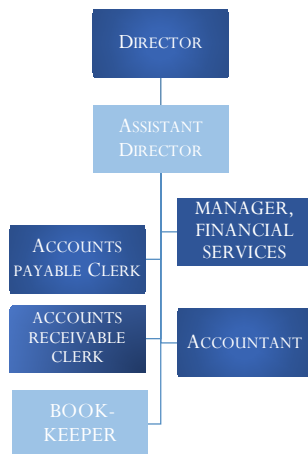 DIRECTOR
ASSISTANT
DIRECTOR
MANAGER,
FINANCIAL
SERVICES
ACCOUNTS
PAYABLE CLERK
ACCOUNTS
RECEIVABLE
CLERK
ACCOUNTANT
BOOK-
KEEPER